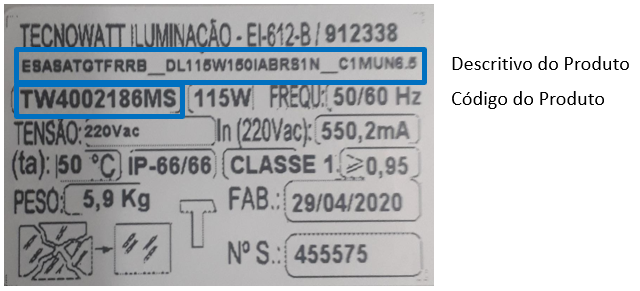 TECNOWATT ILUMINAÇÃO - EI-612-B / 912338
ESASATGTFRRB__DL115W150IABRS1N__C1MUN6.5
Descritivo do Produto
TW4002186MS 115W FREQU: 50/60 Hz
Código do Produto
TENSÃO: 220Vac In (220Vac): 550,2mA
(ta): 50 °C IP-66/66 CLASSE 1 ≥0,95
PESO: 5,9 Kg FAB.: 29/04/2020
Nº S.: 455575